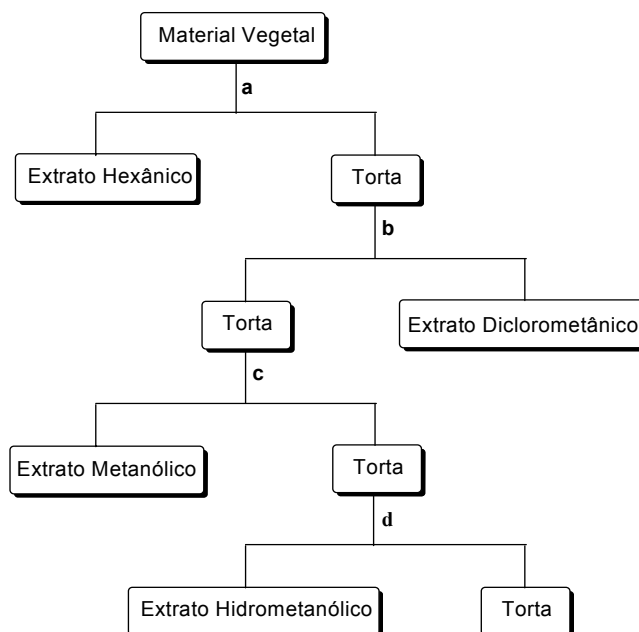 Material Vegetal
a
Extrato Hexânico
Torta
b
Torta
Extrato Diclorometânico
c
Extrato Metanólico
Torta
d
Extrato Hidrometanólico
Torta